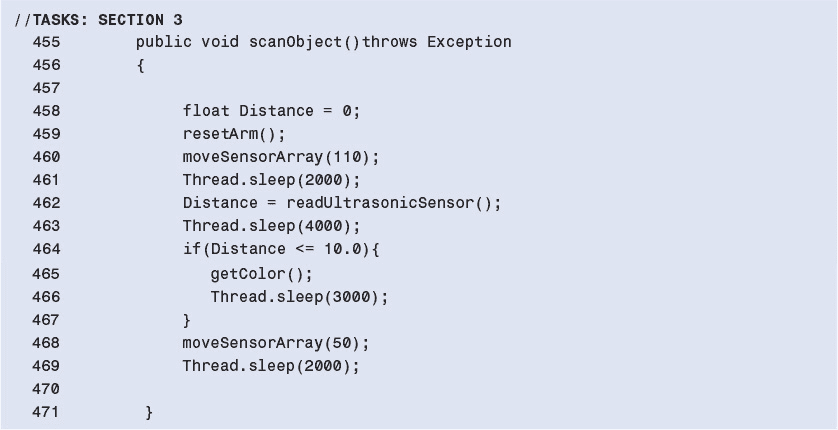 //TASKS: SECTION 3
455 public void scanObject()throws Exception
456 {
457
458 float Distance = 0;
459 resetArm();
460 moveSensorArray(110);
461 Thread.sleep(2000);
462 Distance = readUltrasonicSensor();
463 Thread.sleep(4000);
464 if(Distance <= 10.0){
465 getColor();
466 Thread.sleep(3000);
467 }
468 moveSensorArray(50);
469 Thread.sleep(2000);
470
471 }